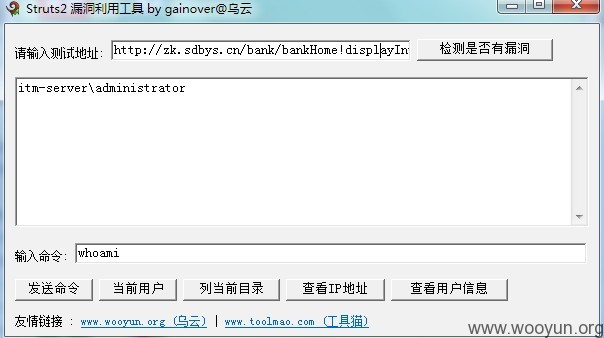 Struts2 漏洞利用工具 by gainover@乌云
请输入测试地址: http://zk.sdbys.cn/bank/bankHome!displayIn 检测是否有漏洞
itm-server\administrator
输入命令: whoami
发送命令 当前用户 列当前目录 查看IP地址 查看用户信息
友情链接 : www.wooyun.org (乌云) | www.toolmao.com (工具猫)
www.wooyun.org